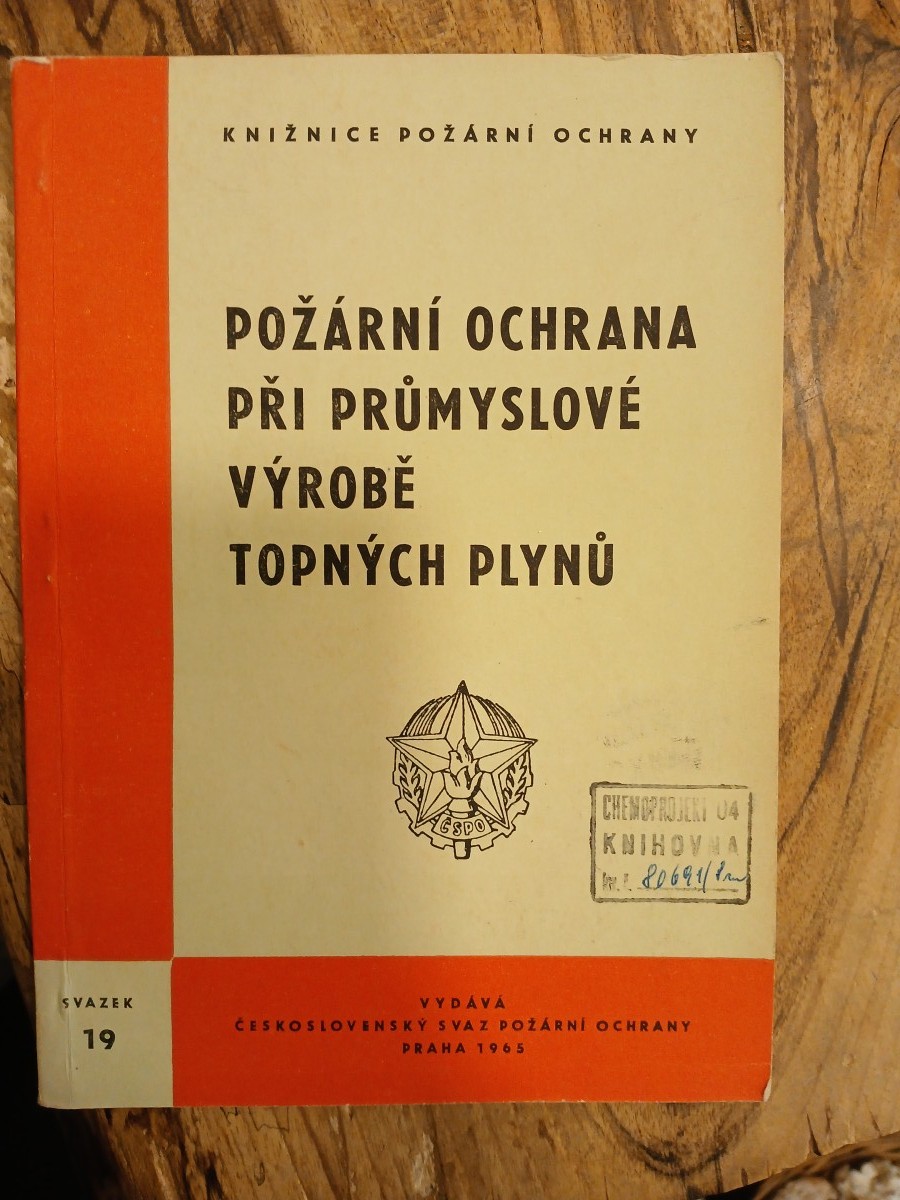 KNIŽNICE POŽÁRNÍ OCHRANY
POŽÁRNÍ OCHRANA
PŘI PRŮMYSLOVÉ
VÝROBĚ
TOPNÝCH PLYNŮ
ČSPO
CHEMOPROJEKT 04
KNIHOVNA
SVAZEK
19
VYDÁVÁ
ČESKOSLOVENSKÝ SVAZ POŽÁRNÍ OCHRANY
PRAHA 1965